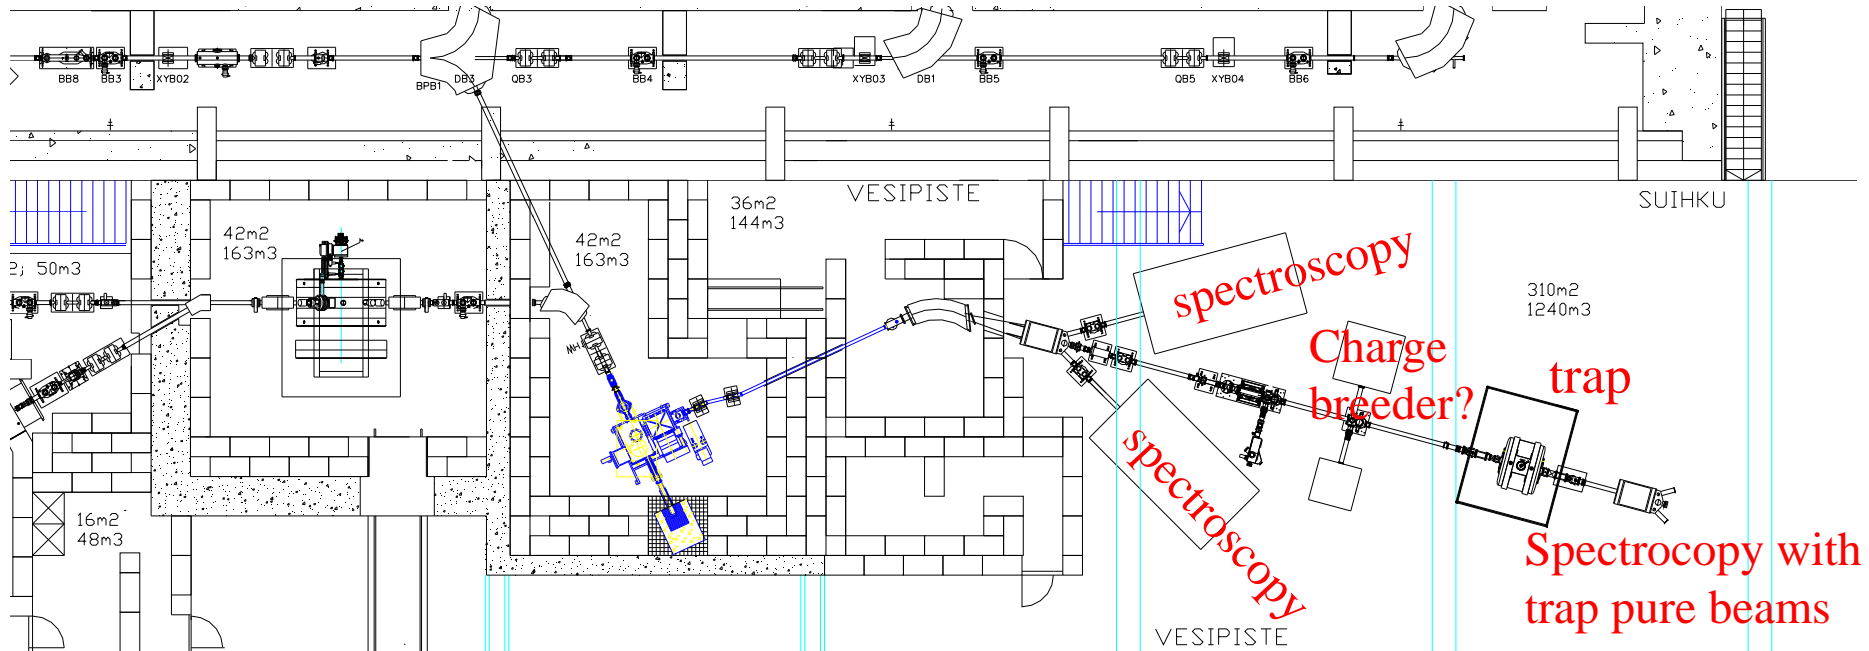 BB8
BB3
XYB02
BPB1
DB3
QB3
BB4
XYB03
DB1
BB5
QB5
XYB04
BB6
VESIPISTE
SUIHKU
36m2
144m3
42m2
163m3
42m2
163m3
2; 50m3
310m2
1240m3
spectroscopy
Charge
breeder?
trap
spectroscopy
16m2
48m3
Spectrocopy with
trap pure beams
VESIPISTE